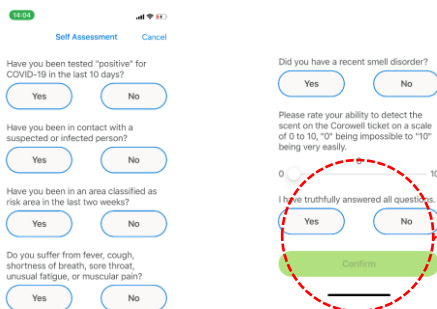 14:04
Self Assessment
Cancel
Have you been tested "positive" for
COVID-19 in the last 10 days?
Yes
No
Have you been in contact with a
suspected or infected person?
Yes
No
Have you been in an area classified as
risk area in the last two weeks?
Yes
No
Do you suffer from fever, cough,
shortness of breath, sore throat,
unusual fatigue, or muscular pain?
Yes
No
Did you have a recent smell disorder?
Yes
No
Please rate your ability to detect the
scent on the Corowell ticket on a scale
of 0 to 10, "0" being impossible to "10"
being very easily.
0
0
10
I have truthfully answered all questions.
Yes
No
Confirm